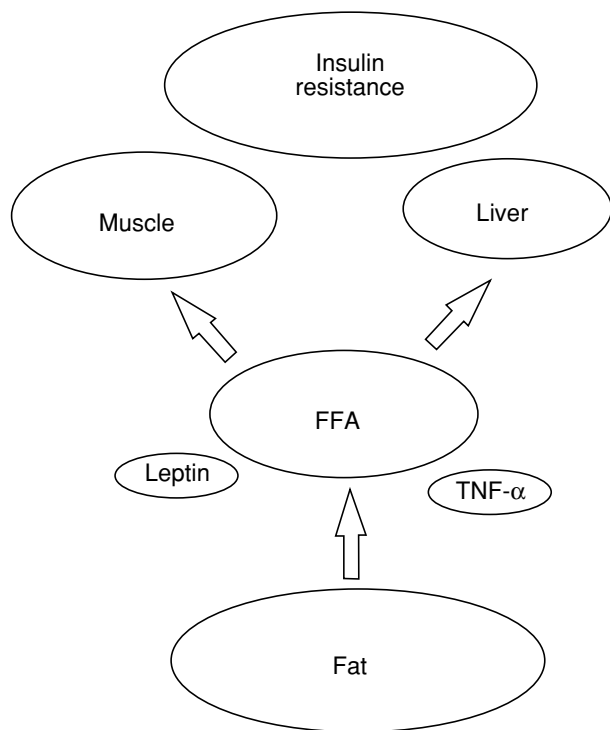 Insulin
resistance
Muscle
Liver
FFA
Leptin
TNF-α
Fat